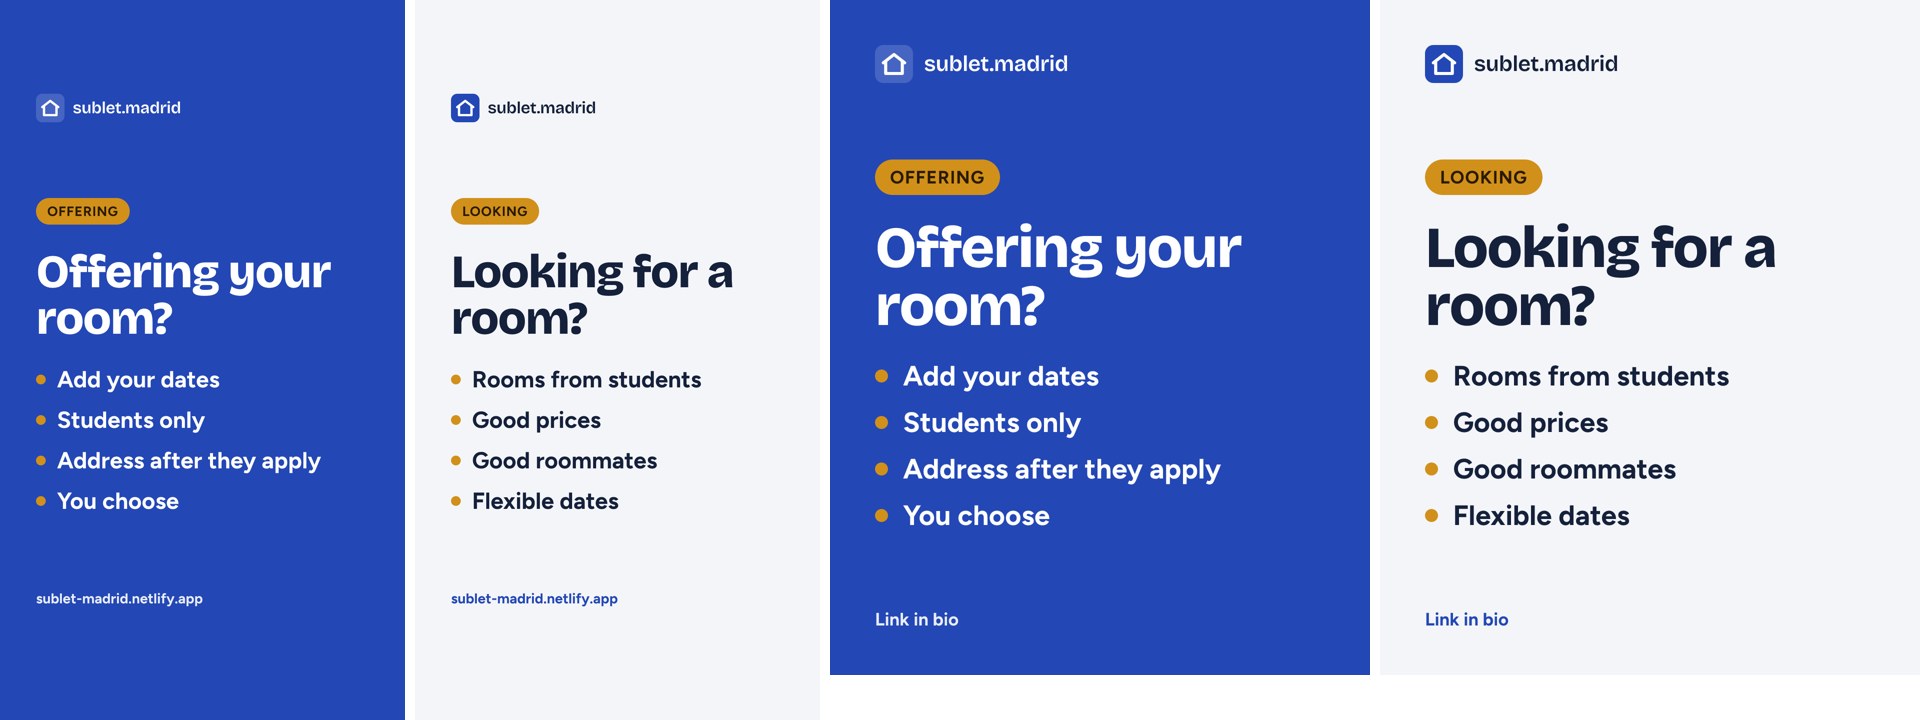 sublet.madrid
OFFERING
Offering your
room?
Add your dates
Students only
Address after they apply
You choose
sublet-madrid.netlify.app
sublet.madrid
LOOKING
Looking for a
room?
Rooms from students
Good prices
Good roommates
Flexible dates
sublet-madrid.netlify.app
sublet.madrid
OFFERING
Offering your
room?
Add your dates
Students only
Address after they apply
You choose
Link in bio
sublet.madrid
LOOKING
Looking for a
room?
Rooms from students
Good prices
Good roommates
Flexible dates
Link in bio